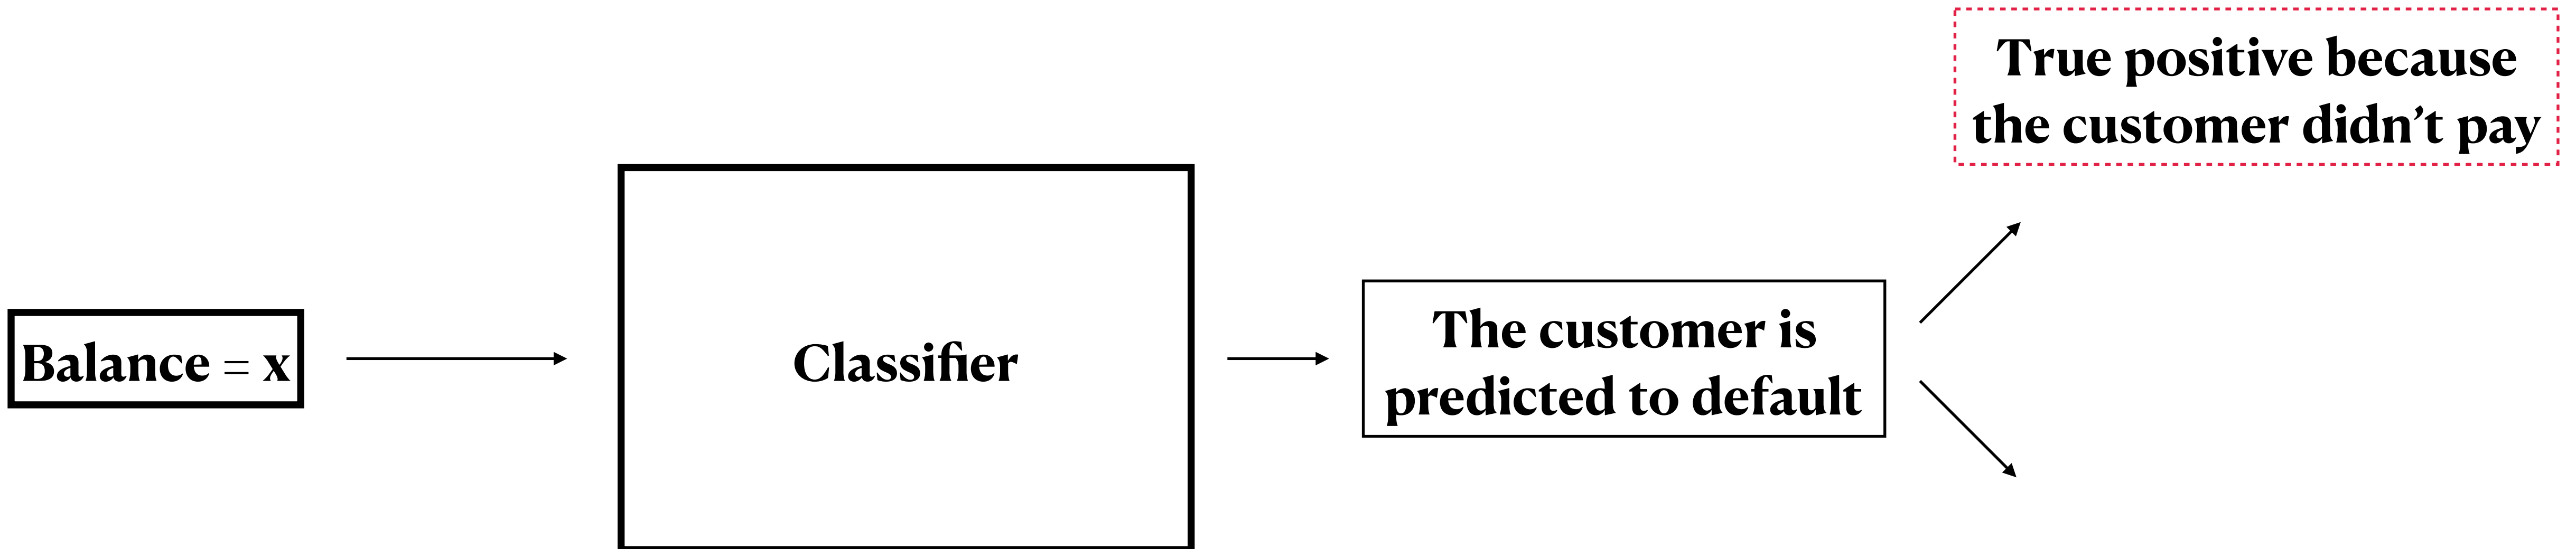 True positive because
the customer didn’t pay
Balance = x
Classifier
The customer is
predicted to default